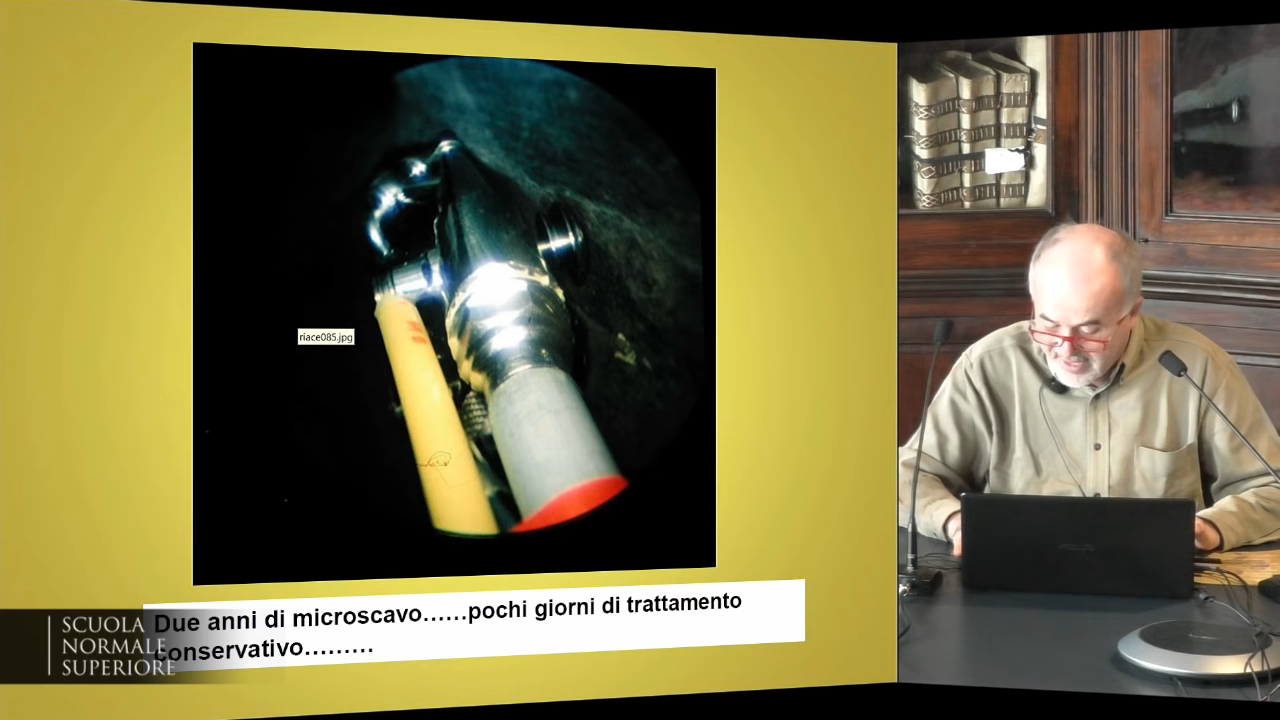 riace085.jpg
Due anni di microscavo......pochi giorni di trattamento
conservativo.........
SCUOLA
NORMALE
SUPERIORE